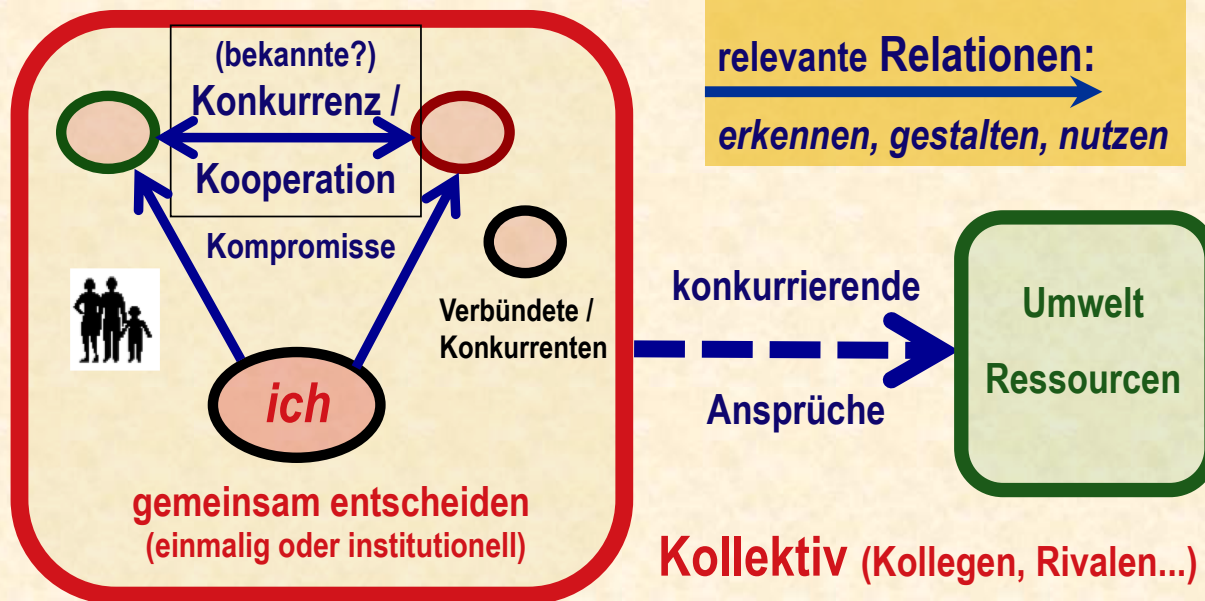 (bekannte?)
Konkurrenz /
Kooperation
Kompromisse
Verbündete /
Konkurrenten
ich
gemeinsam entscheiden
(einmalig oder institutionell)
relevante Relationen:
erkennen, gestalten, nutzen
konkurrierende
Ansprüche
Umwelt
Ressourcen
Kollektiv (Kollegen, Rivalen...)